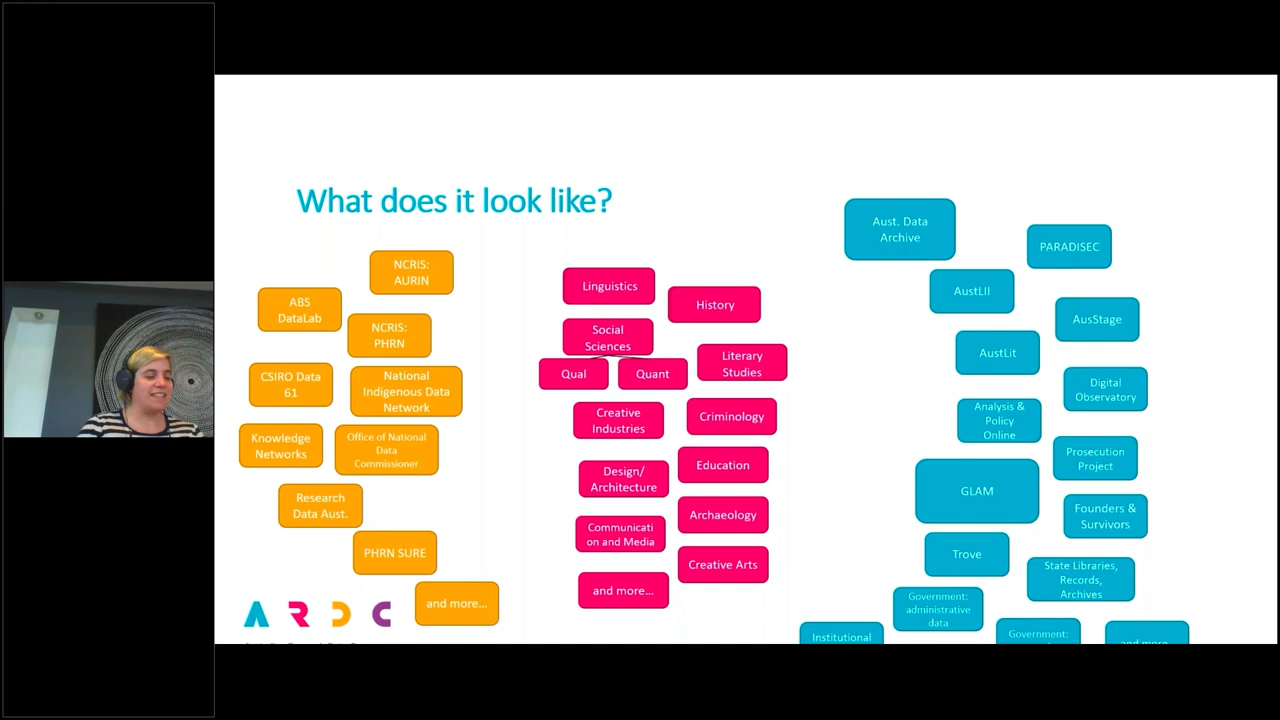 What does it look like?
NCRIS:
AURIN
ABS
DataLab
NCRIS:
PHRN
CSIRO Data
61
National
Indigenous Data
Network
Knowledge
Networks
Office of National
Data
Commissioner
Research
Data Aust.
PHRN SURE
and more...
ARDC
Linguistics
History
Social
Sciences
Qual
Quant
Literary
Studies
Creative
Industries
Criminology
Design/
Architecture
Education
Communicati
on and Media
Archaeology
Creative Arts
and more...
Aust. Data
Archive
PARADISEC
AustLII
AusStage
AustLit
Digital
Observatory
Analysis &
Policy
Online
Prosecution
Project
GLAM
Founders &
Survivors
Trove
State Libraries,
Records,
Archives
Government:
administrative
data
Institutional
Government:
and more